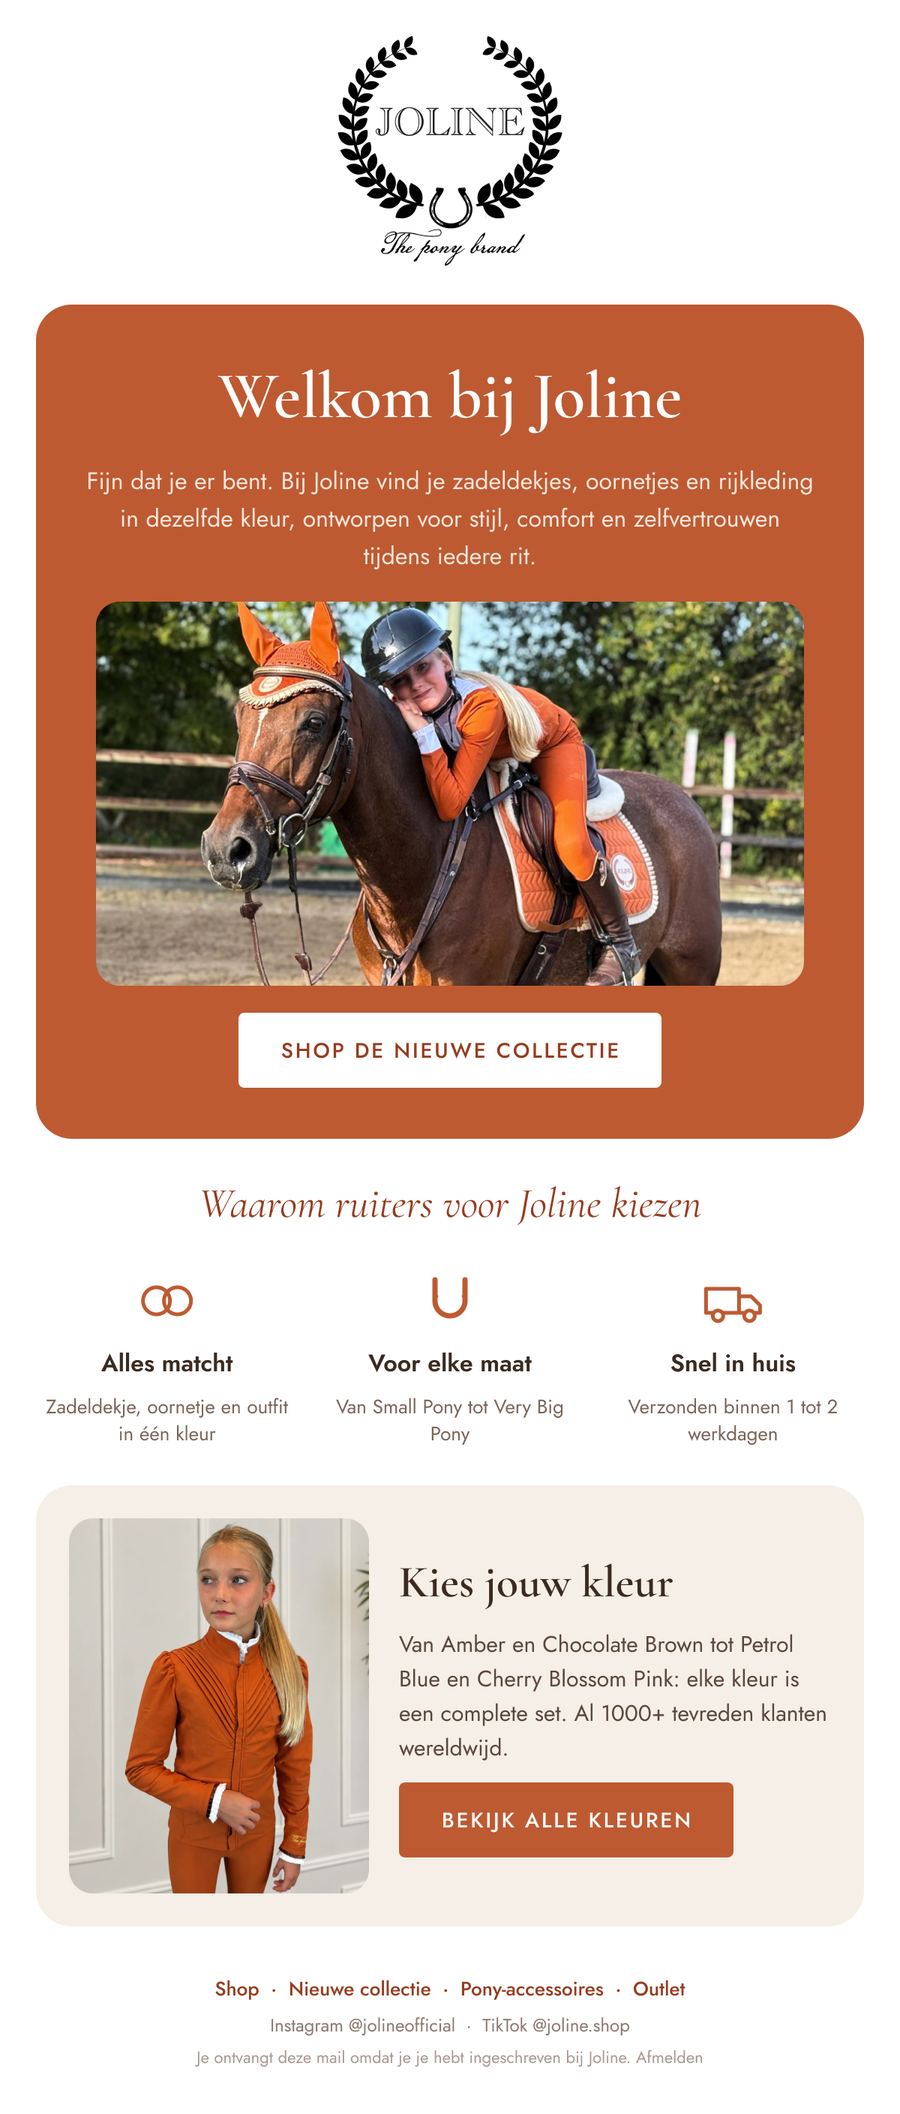 JOLINE
The pony brand
Welkom bij Joline
Fijn dat je er bent. Bij Joline vind je zadeldekjes, oornetjes en rijkleding
in dezelfde kleur, ontworpen voor stijl, comfort en zelfvertrouwen
tijdens iedere rit.
SHOP DE NIEUWE COLLECTIE
Waarom ruiters voor Joline kiezen
Alles matcht
Zadeldekje, oornetje en outfit
in één kleur
Voor elke maat
Van Small Pony tot Very Big
Pony
Snel in huis
Verzonden binnen 1 tot 2
werkdagen
Kies jouw kleur
Van Amber en Chocolate Brown tot Petrol
Blue en Cherry Blossom Pink: elke kleur is
een complete set. Al 1000+ tevreden klanten
wereldwijd.
BEKIJK ALLE KLEUREN
Shop · Nieuwe collectie · Pony-accessoires · Outlet
Instagram @jolineofficial · TikTok @joline.shop
Je ontvangt deze mail omdat je je hebt ingeschreven bij Joline. Afmelden